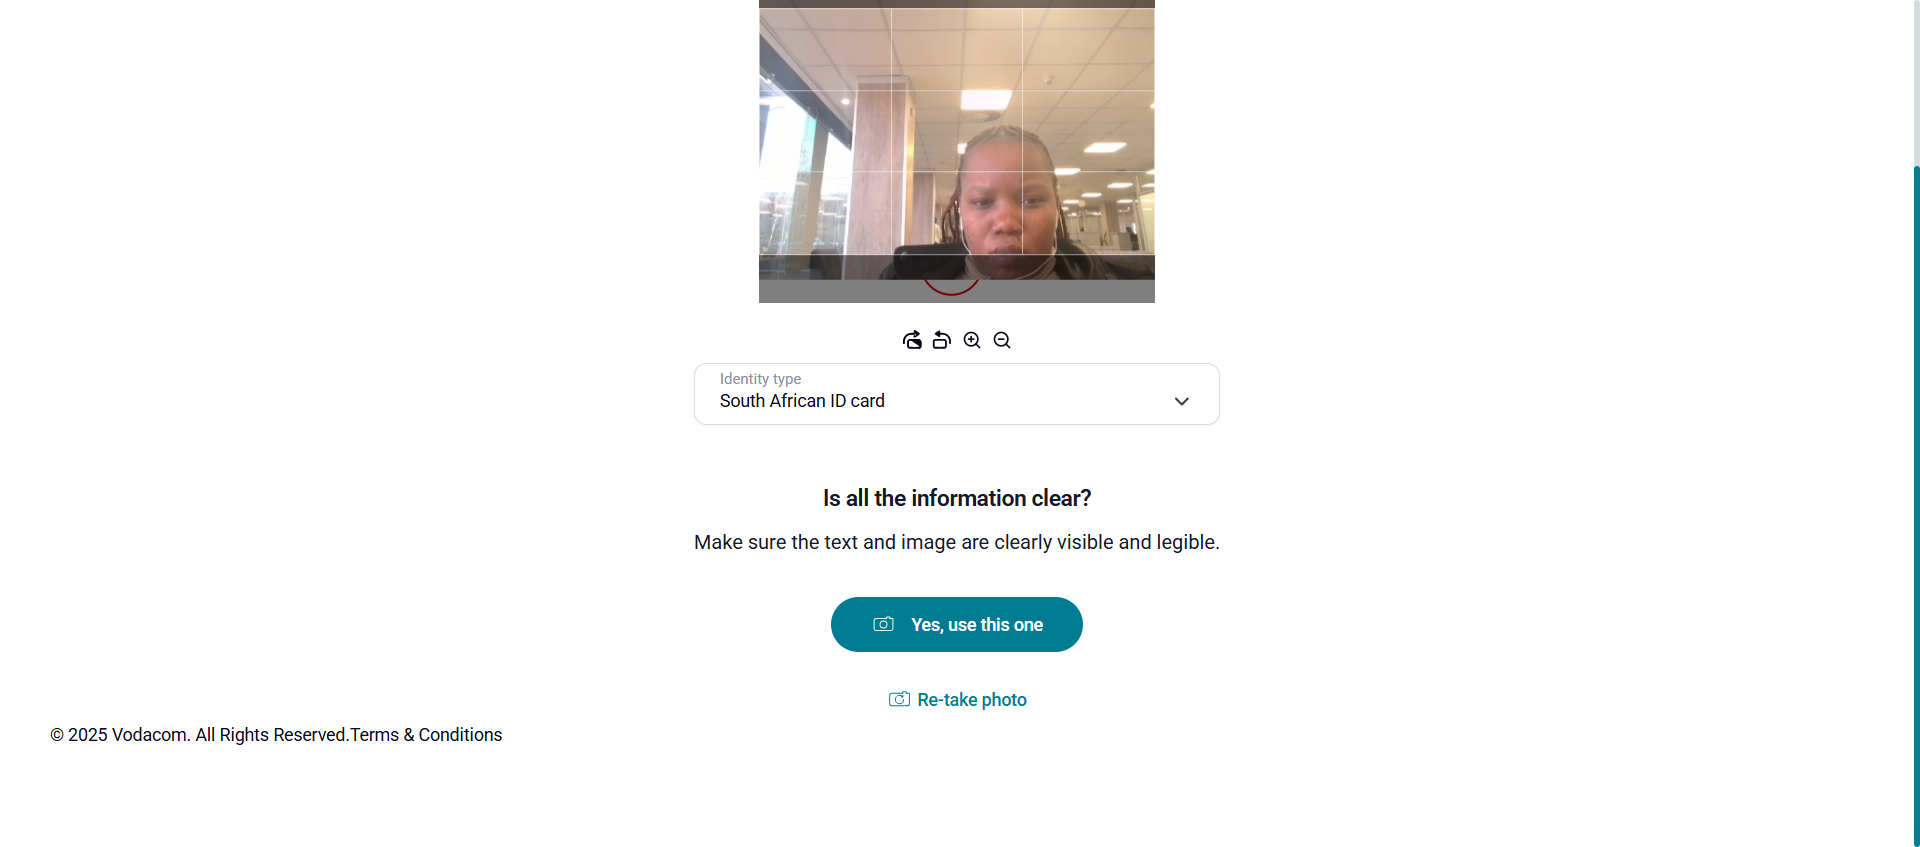 Identity type
South African ID card
Is all the information clear?
Make sure the text and image are clearly visible and legible.
Yes, use this one
Re-take photo
© 2025 Vodacom. All Rights Reserved.Terms & Conditions